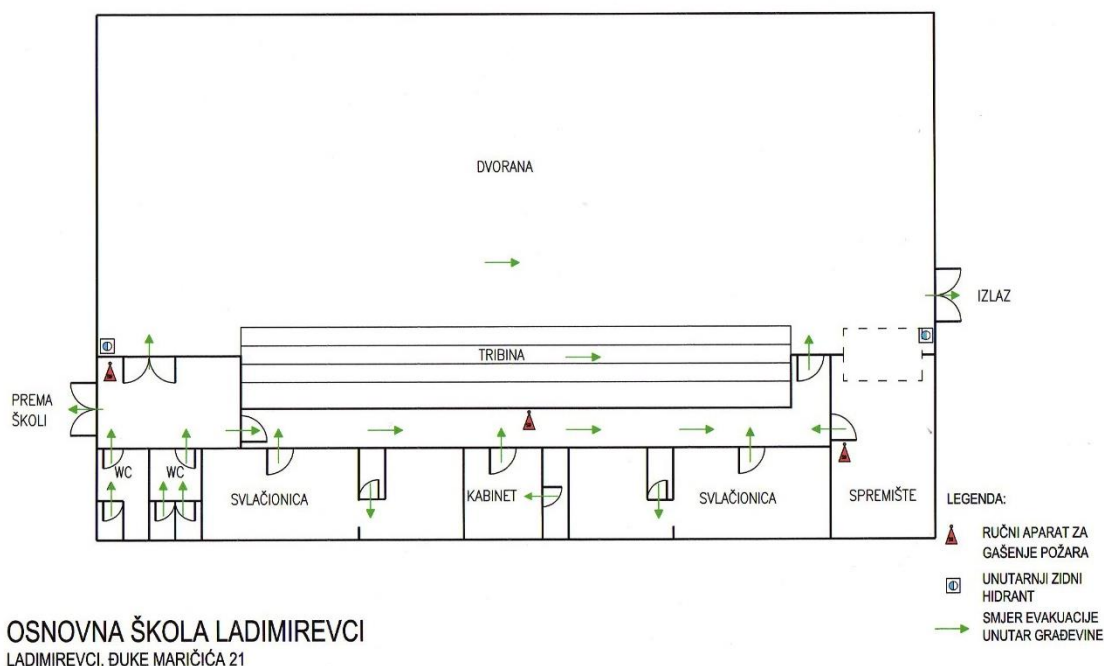 DVORANA
IZLAZ
TRIBINA
PREMA
ŠKOLI
WC
WC
SVLAČIONICA
KABINET
SVLAČIONICA
SPREMIŠTE
LEGENDA:
RUČNI APARAT ZA
GAŠENJE POŽARA
UNUTARNJI ZIDNI
HIDRANT
SMJER EVAKUACIJE
UNUTAR GRAĐEVINE
OSNOVNA ŠKOLA LADIMIREVCI
LADIMIREVCI, ĐUKE MARIČIĆA 21